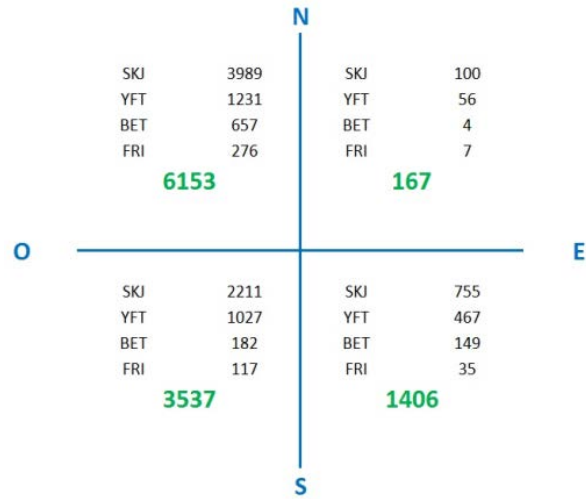 N
SKJ 3989
YFT 1231
BET 657
FRI 276
6153
SKJ 100
YFT 56
BET 4
FRI 7
167
O
E
SKJ 2211
YFT 1027
BET 182
FRI 117
3537
SKJ 755
YFT 467
BET 149
FRI 35
1406
S